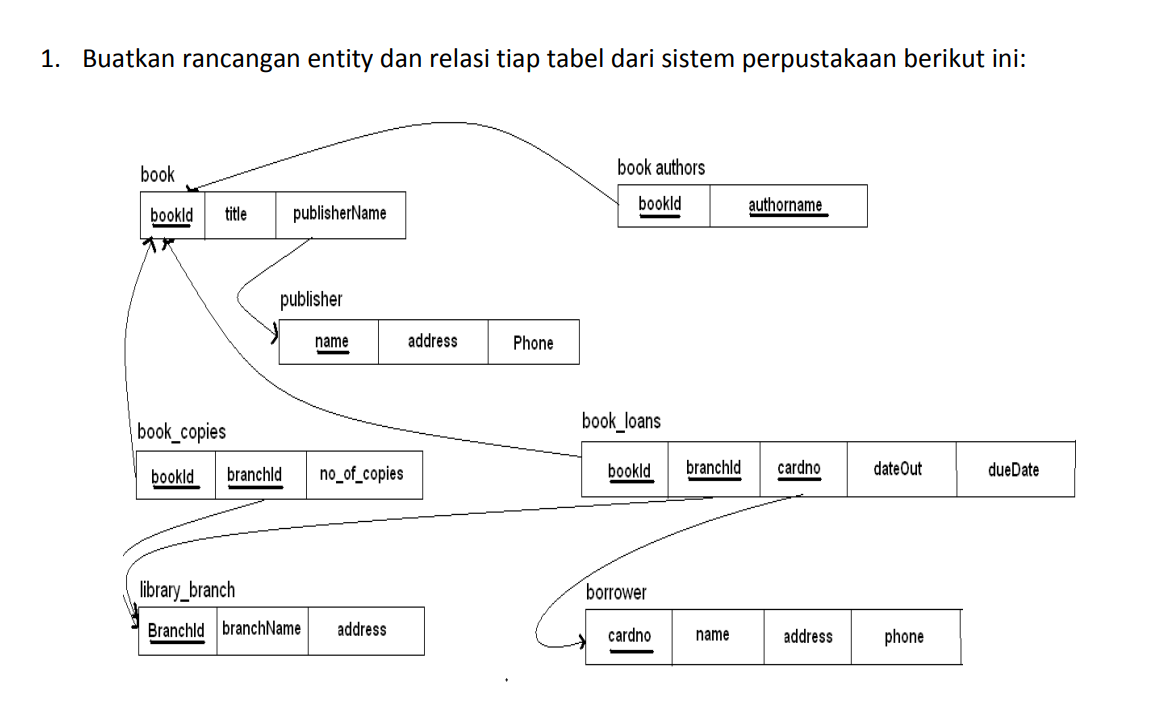 1. Buatkan rancangan entity dan relasi tiap tabel dari sistem perpustakaan berikut ini:
book
book authors
bookId title publisherName
bookId authorname
publisher
name address Phone
book_copies
book_loans
bookId branchId no_of_copies
bookId branchId cardno dateOut dueDate
library_branch
borrower
BranchId branchName address
cardno name address phone